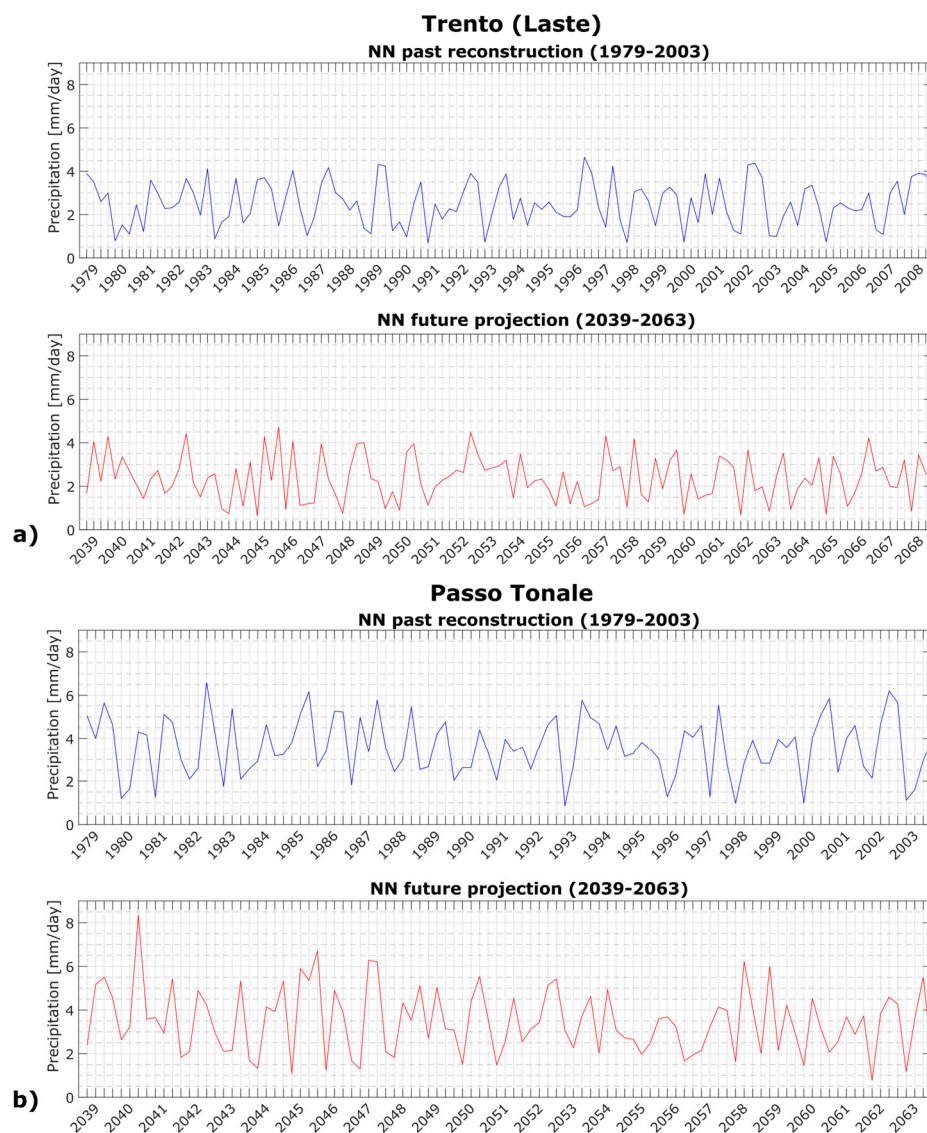 Trento (Laste)
NN past reconstruction (1979-2003)
Precipitation [mm/day]
8
6
4
2
0
1979 1980 1981 1982 1983 1984 1985 1986 1987 1988 1989 1990 1991 1992 1993 1994 1995 1996 1997 1998 1999 2000 2001 2002 2003 2004 2005 2006 2007 2008
NN future projection (2039-2063)
Precipitation [mm/day]
8
6
4
2
0
2039 2040 2041 2042 2043 2044 2045 2046 2047 2048 2049 2050 2051 2052 2053 2054 2055 2056 2057 2058 2059 2060 2061 2062 2063 2064 2065 2066 2067 2068
a)
Passo Tonale
NN past reconstruction (1979-2003)
Precipitation [mm/day]
8
6
4
2
0
1979 1980 1981 1982 1983 1984 1985 1986 1987 1988 1989 1990 1991 1992 1993 1994 1995 1996 1997 1998 1999 2000 2001 2002 2003
NN future projection (2039-2063)
Precipitation [mm/day]
8
6
4
2
0
2039 2040 2041 2042 2043 2044 2045 2046 2047 2048 2049 2050 2051 2052 2053 2054 2055 2056 2057 2058 2059 2060 2061 2062 2063
b)